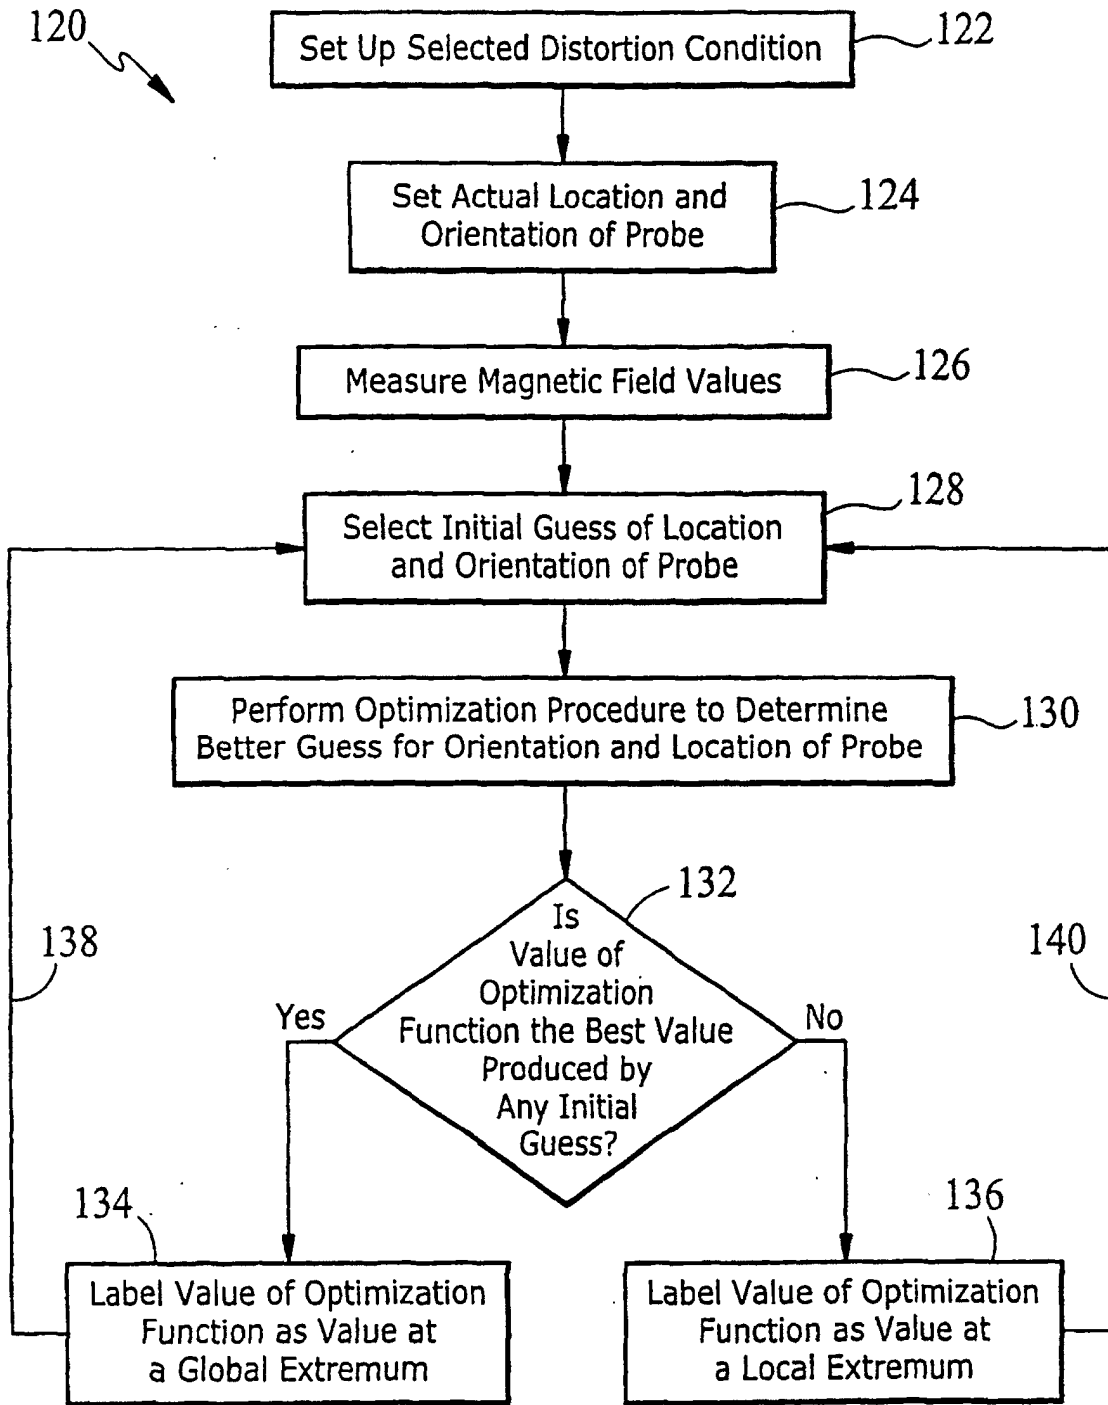 120
Set Up Selected Distortion Condition
122
Set Actual Location and
Orientation of Probe
124
Measure Magnetic Field Values
126
Select Initial Guess of Location
and Orientation of Probe
128
Perform Optimization Procedure to Determine
Better Guess for Orientation and Location of Probe
130
132
Is
Value of
Optimization
Function the Best Value
Produced by
Any Initial
Guess?
Yes
No
138
140
134
Label Value of Optimization
Function as Value at
a Global Extremum
136
Label Value of Optimization
Function as Value at
a Local Extremum